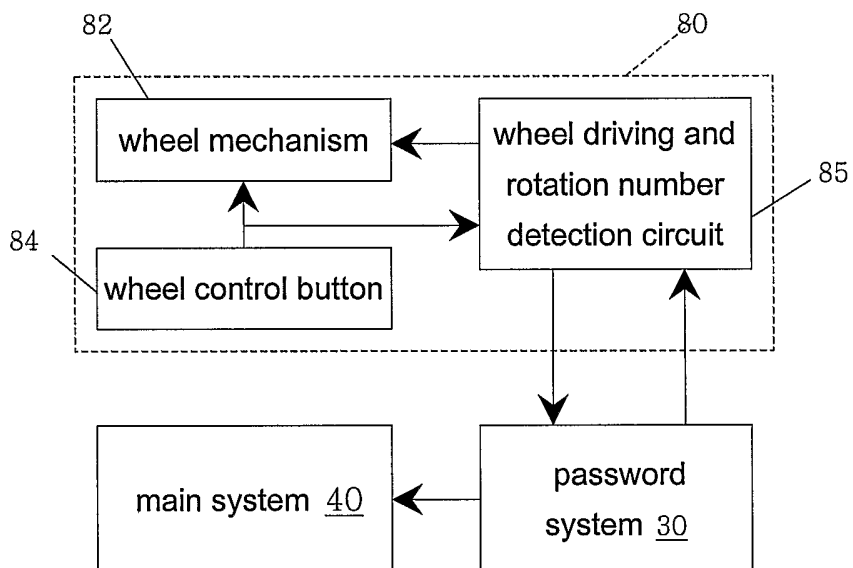 82
80
wheel mechanism
wheel driving and
rotation number
detection circuit
85
84
wheel control button
main system 40
password
system 30